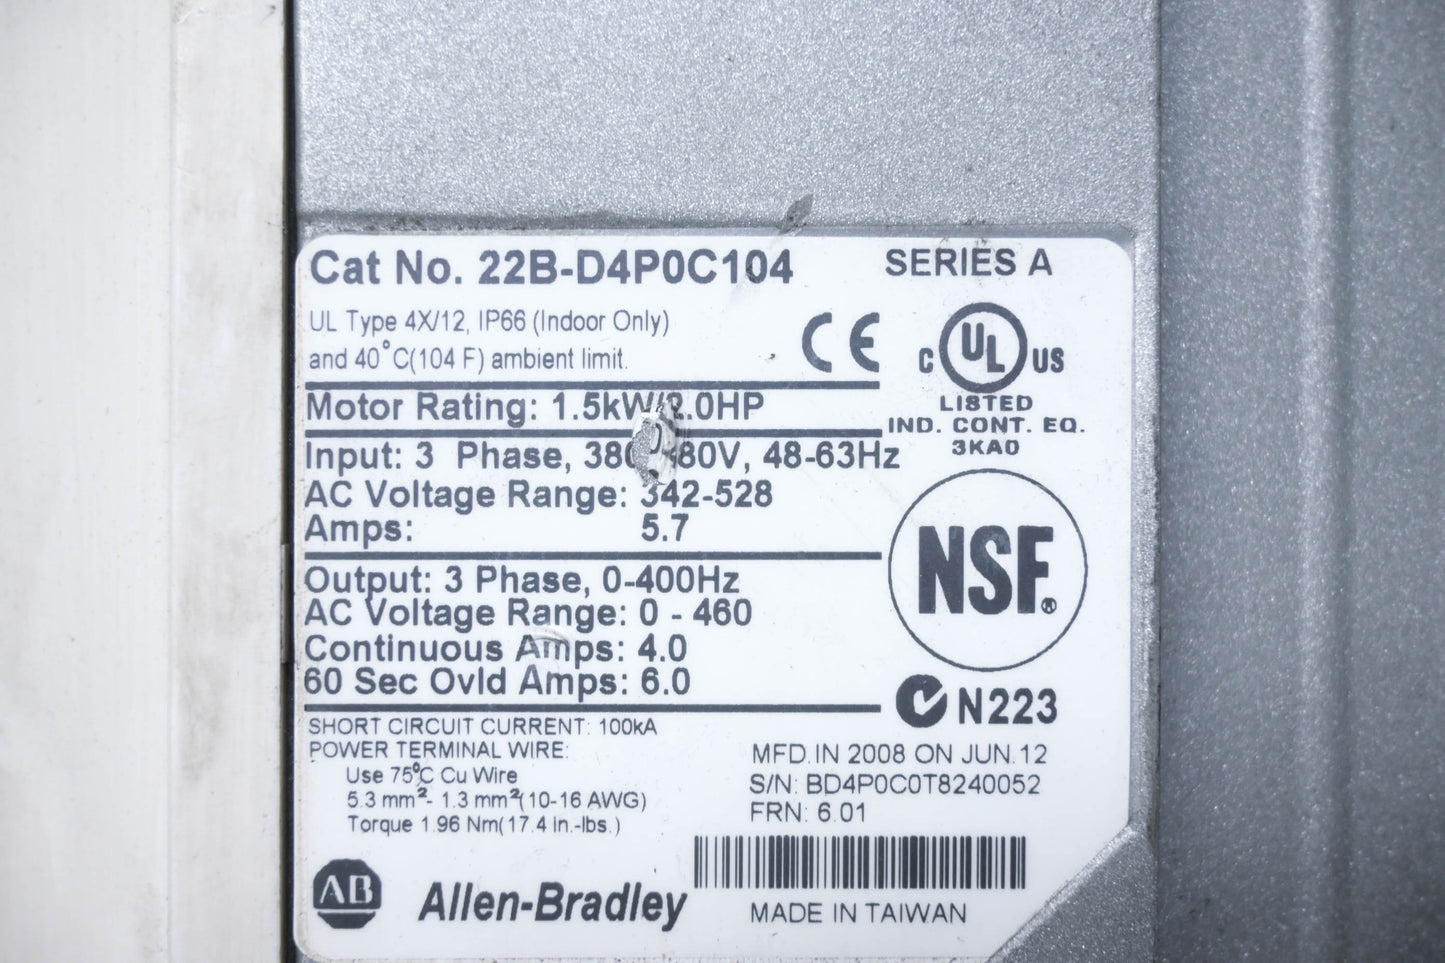 Cat No. 22B-D4P0C104
SERIES A
UL Type 4X/12, IP66 (Indoor Only)
and 40°C(104 F) ambient limit.
CE
C UL US
LISTED
IND. CONT. EQ.
3KA0
Motor Rating: 1.5kW/2.0HP
Input: 3 Phase, 380-480V, 48-63Hz
AC Voltage Range: 342-528
Amps: 5.7
NSF®
Output: 3 Phase, 0-400Hz
AC Voltage Range: 0 - 460
Continuous Amps: 4.0
60 Sec Ovld Amps: 6.0
N223
SHORT CIRCUIT CURRENT: 100kA
POWER TERMINAL WIRE:
Use 75°C Cu Wire
5.3 mm²- 1.3 mm²(10-16 AWG)
Torque 1.96 Nm(17.4 in.-lbs.)
MFD.IN 2008 ON JUN.12
S/N: BD4P0C0T8240052
FRN: 6.01
AB Allen-Bradley
MADE IN TAIWAN